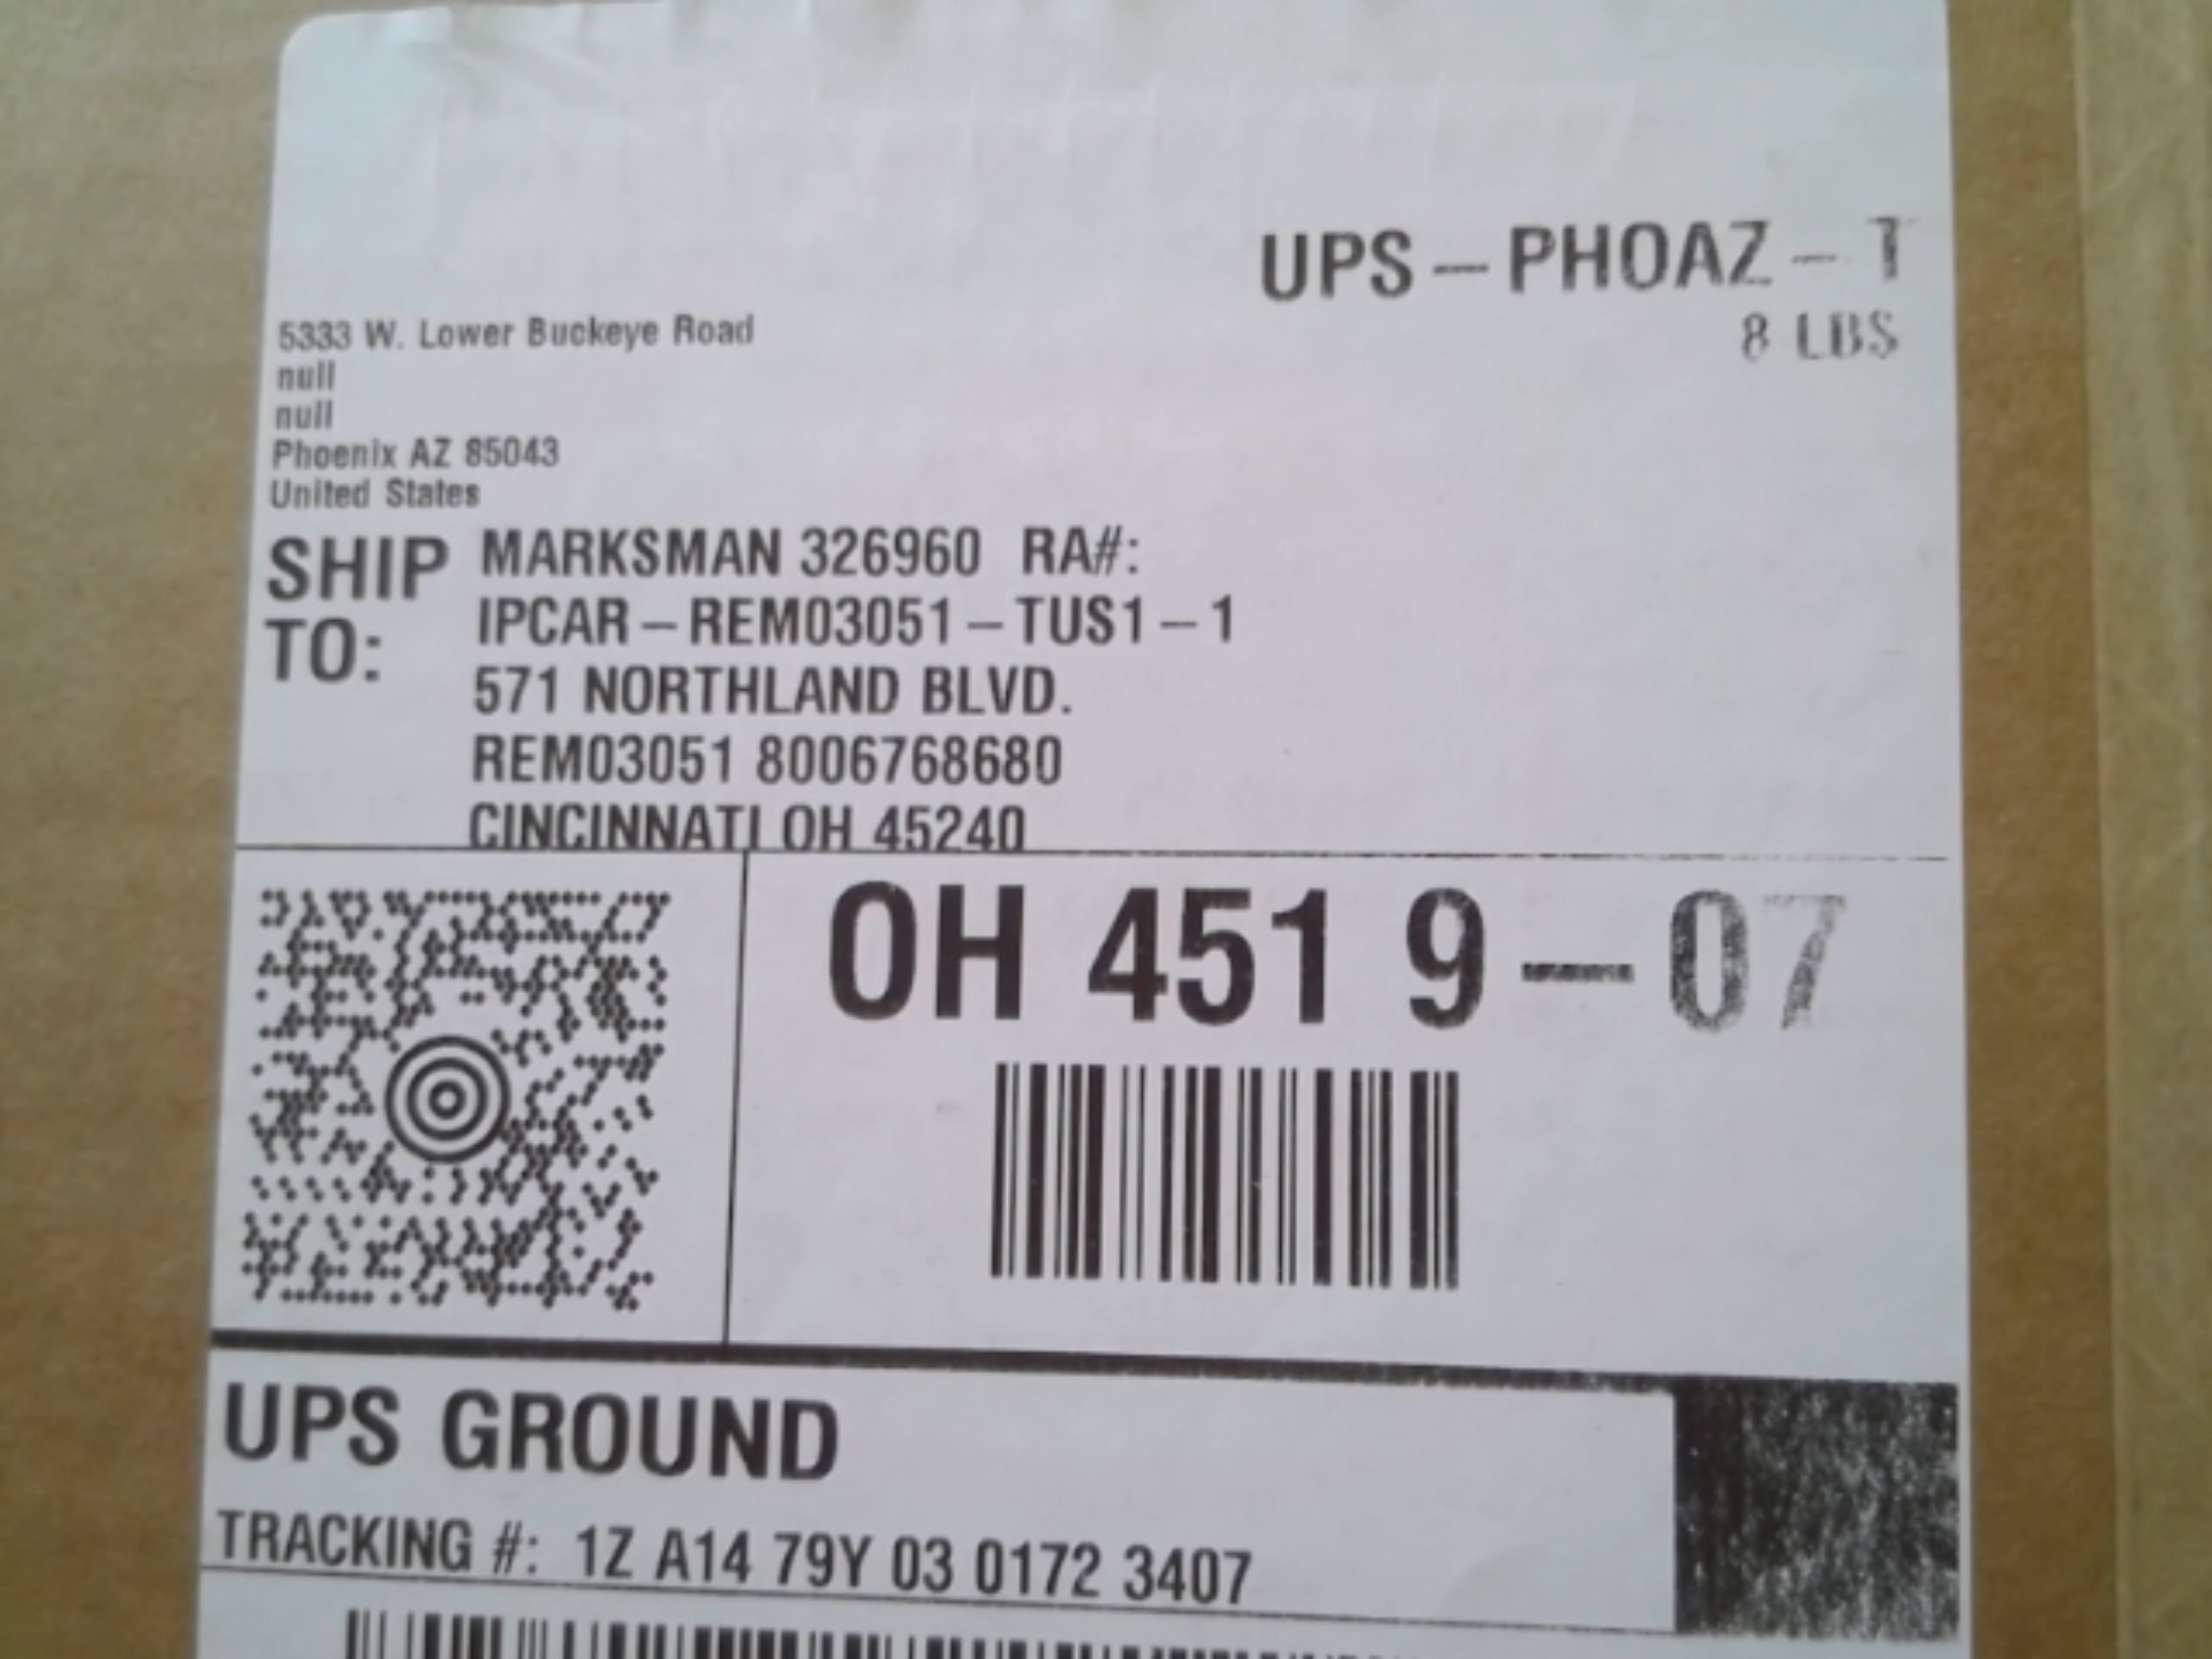 UPS – PHOAZ – T
8 LBS
5333 W. Lower Buckeye Road
null
null
Phoenix AZ 85043
United States
SHIP TO:
MARKSMAN 326960 RA#:
IPCAR – REM03051 – TUS1 – 1
571 NORTHLAND BLVD.
REM03051 8006768680
CINCINNATI OH 45240
OH 451 9 – 07
UPS GROUND
TRACKING #: 1Z A14 79Y 03 0172 3407